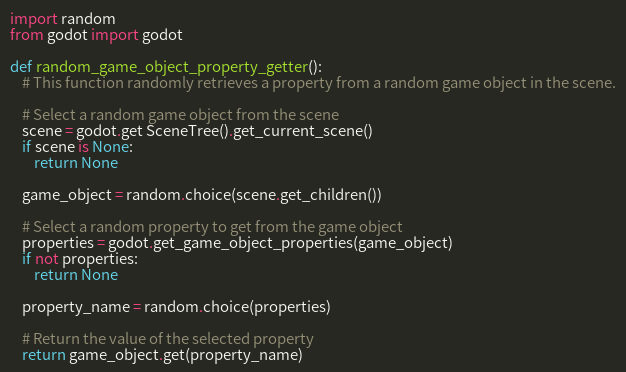 import random
from godot import godot
def random_game_object_property_getter():
# This function randomly retrieves a property from a random game object in the scene.
# Select a random game object from the scene
scene = godot.get SceneTree().get_current_scene()
if scene is None:
return None
game_object = random.choice(scene.get_children())
# Select a random property to get from the game object
properties = godot.get_game_object_properties(game_object)
if not properties:
return None
property_name = random.choice(properties)
# Return the value of the selected property
return game_object.get(property_name)